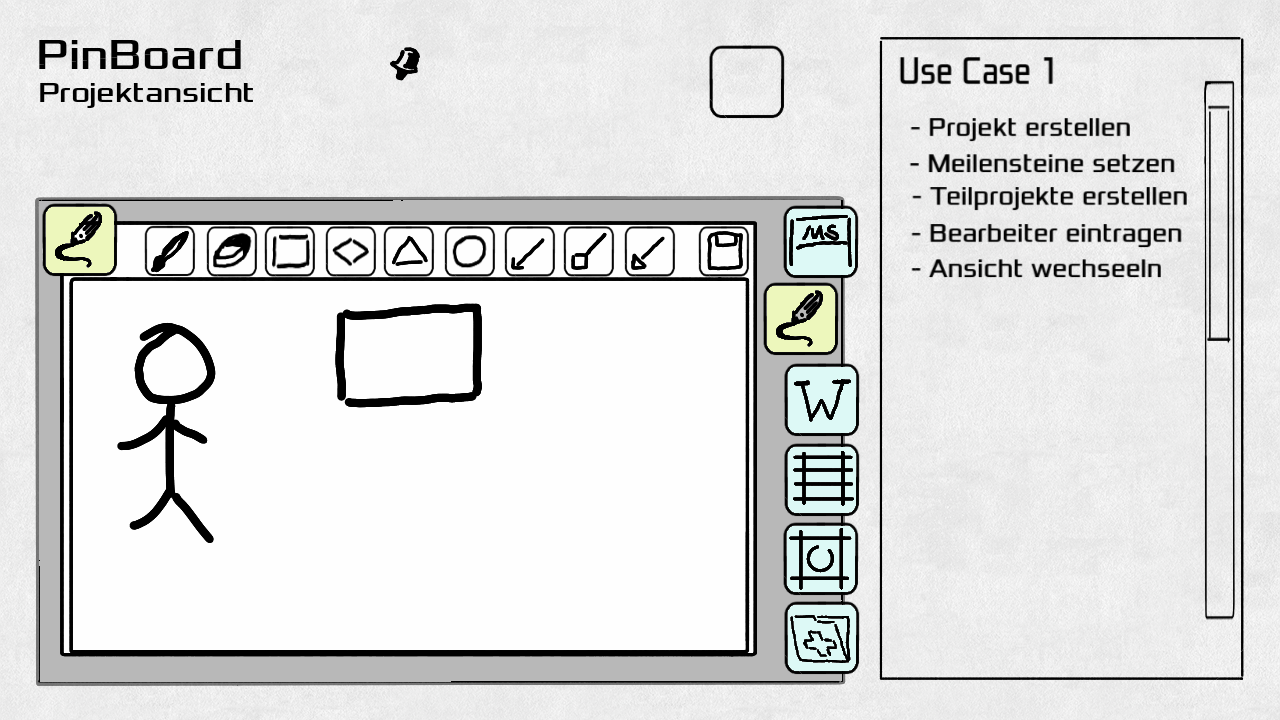 PinBoard
Projektansicht
MS
W
Use Case 1
- Projekt erstellen
- Meilensteine setzen
- Teilprojekte erstellen
- Bearbeiter eintragen
- Ansicht wechseeln